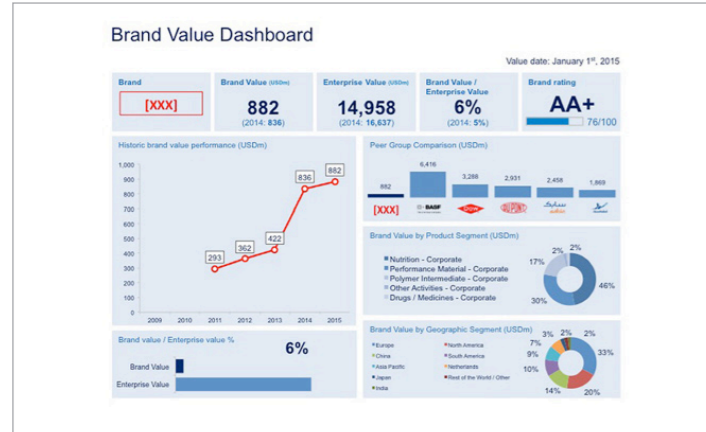 Brand Value Dashboard
Value date: January 1st, 2015
Brand
[XXX]
Brand Value (USDm)
882
(2014: 836)
Enterprise Value (USDm)
14,958
(2014: 16,637)
Brand Value /
Enterprise Value
6%
(2014: 5%)
Brand rating
AA+
76/100
Historic brand value performance (USDm)
1,000
900
800
700
600
500
400
300
200
100
0
293
362
422
836
882
2009 2010 2011 2012 2013 2014 2015
Brand value / Enterprise value %
6%
Brand Value
Enterprise Value
Peer Group Comparison (USDm)
882
6,416
3,288
2,931
2,458
1,869
[XXX]
BASF
Dow
DUPONT
سابك
Brand Value by Product Segment (USDm)
Nutrition - Corporate
Performance Material - Corporate
Polymer Intermediate - Corporate
Other Activities - Corporate
Drugs / Medicines - Corporate
2% 2%
17%
46%
30%
Brand Value by Geographic Segment (USDm)
Europe North America
China South America
Asia Pacific Netherlands
Japan Rest of the World / Other
India
3% 2% 2%
7%
33%
9%
10%
14% 20%